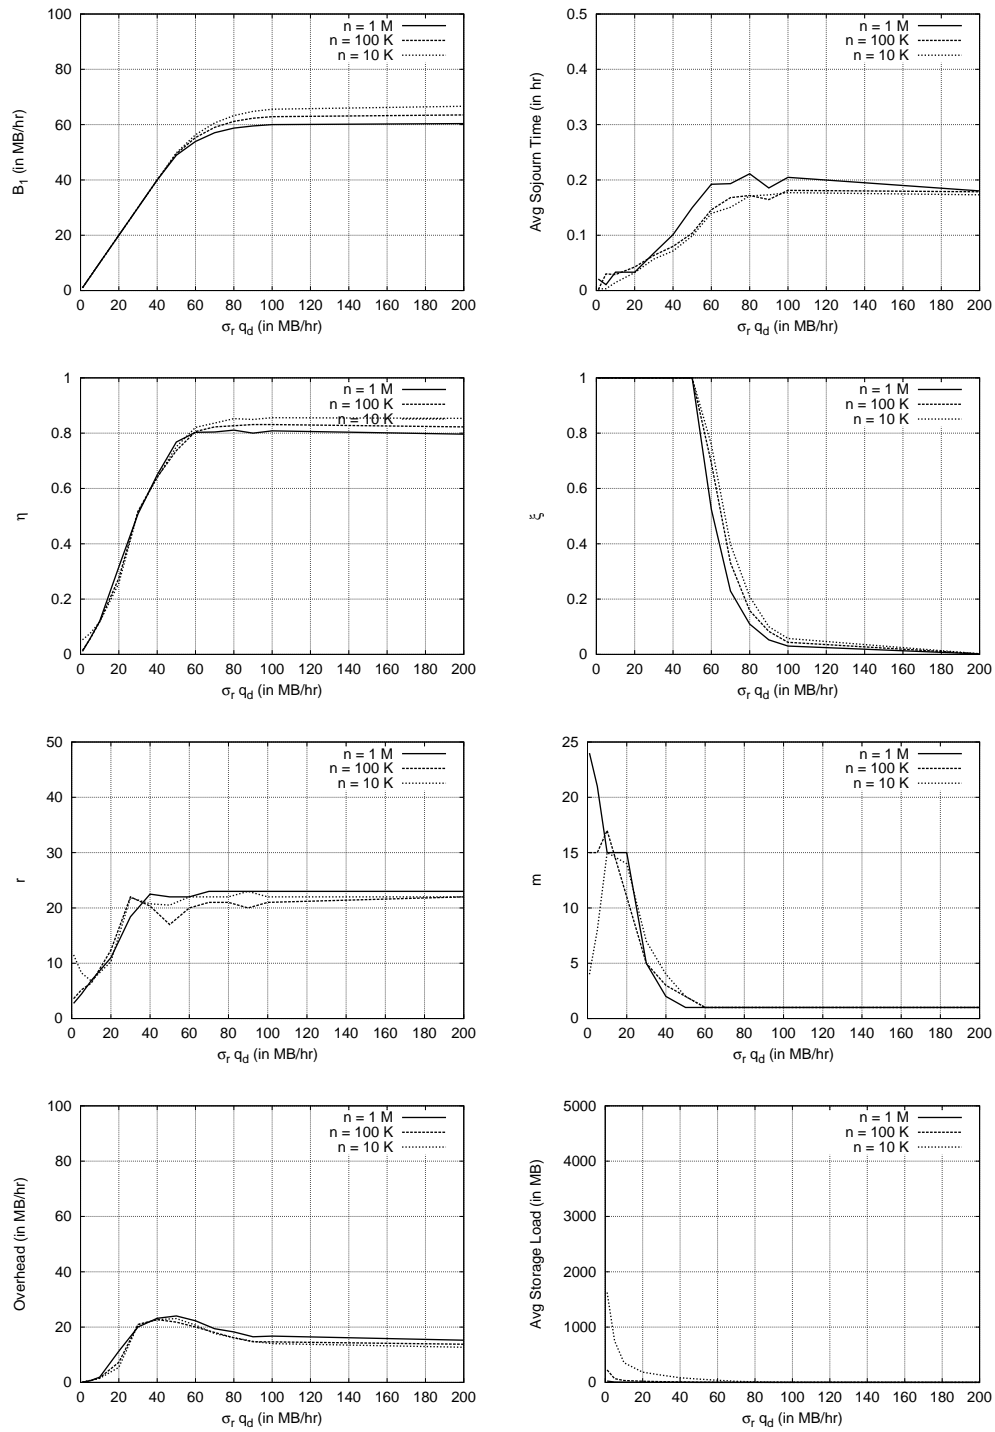 B1 (in MB/hr)
100
80
60
40
20
0
0 20 40 60 80 100 120 140 160 180 200
σr qd (in MB/hr)
n = 1 M
n = 100 K
n = 10 K
Avg Sojourn Time (in hr)
0.5
0.4
0.3
0.2
0.1
0
0 20 40 60 80 100 120 140 160 180 200
σr qd (in MB/hr)
n = 1 M
n = 100 K
n = 10 K
η
1
0.8
0.6
0.4
0.2
0
0 20 40 60 80 100 120 140 160 180 200
σr qd (in MB/hr)
n = 1 M
n = 100 K
n = 10 K
ξ
1
0.8
0.6
0.4
0.2
0
0 20 40 60 80 100 120 140 160 180 200
σr qd (in MB/hr)
n = 1 M
n = 100 K
n = 10 K
r
50
40
30
20
10
0
0 20 40 60 80 100 120 140 160 180 200
σr qd (in MB/hr)
n = 1 M
n = 100 K
n = 10 K
m
25
20
15
10
5
0
0 20 40 60 80 100 120 140 160 180 200
σr qd (in MB/hr)
n = 1 M
n = 100 K
n = 10 K
Overhead (in MB/hr)
100
80
60
40
20
0
0 20 40 60 80 100 120 140 160 180 200
σr qd (in MB/hr)
n = 1 M
n = 100 K
n = 10 K
Avg Storage Load (in MB)
5000
4000
3000
2000
1000
0
0 20 40 60 80 100 120 140 160 180 200
σr qd (in MB/hr)
n = 1 M
n = 100 K
n = 10 K